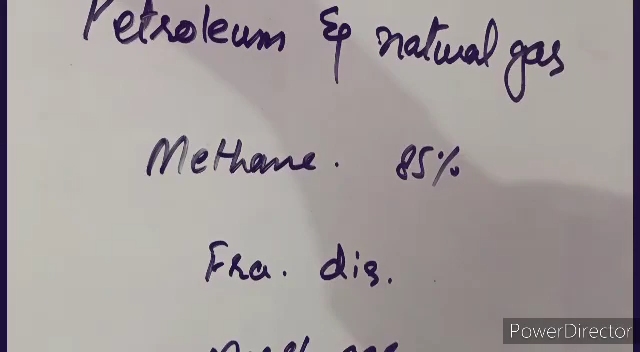 Petroleum & natural gas
Methane. 85%
Fra. dis.
PowerDirector